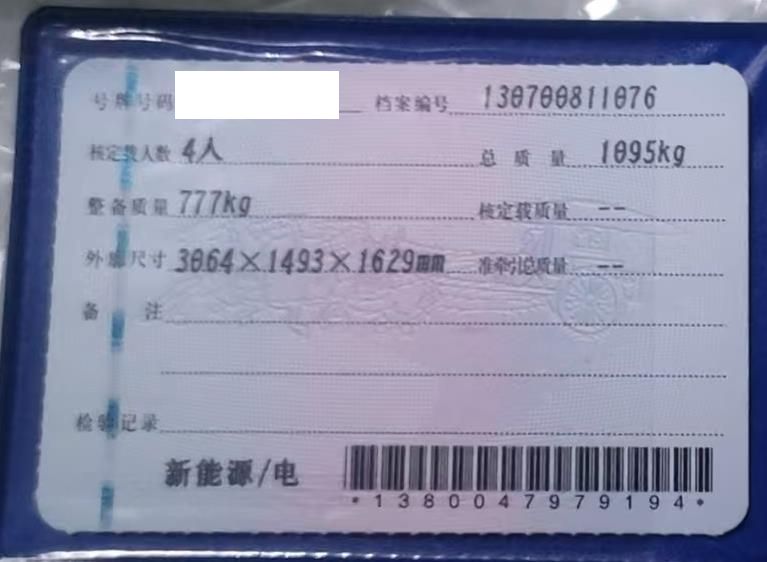 号牌号码 档案编号 130700811076
核定载人数 4人 总质量 1095kg
整备质量 777kg 核定载质量 --
外廓尺寸 3064×1493×1629mm 准牵引总质量 --
备注
检验记录
新能源/电
*1380047979194*